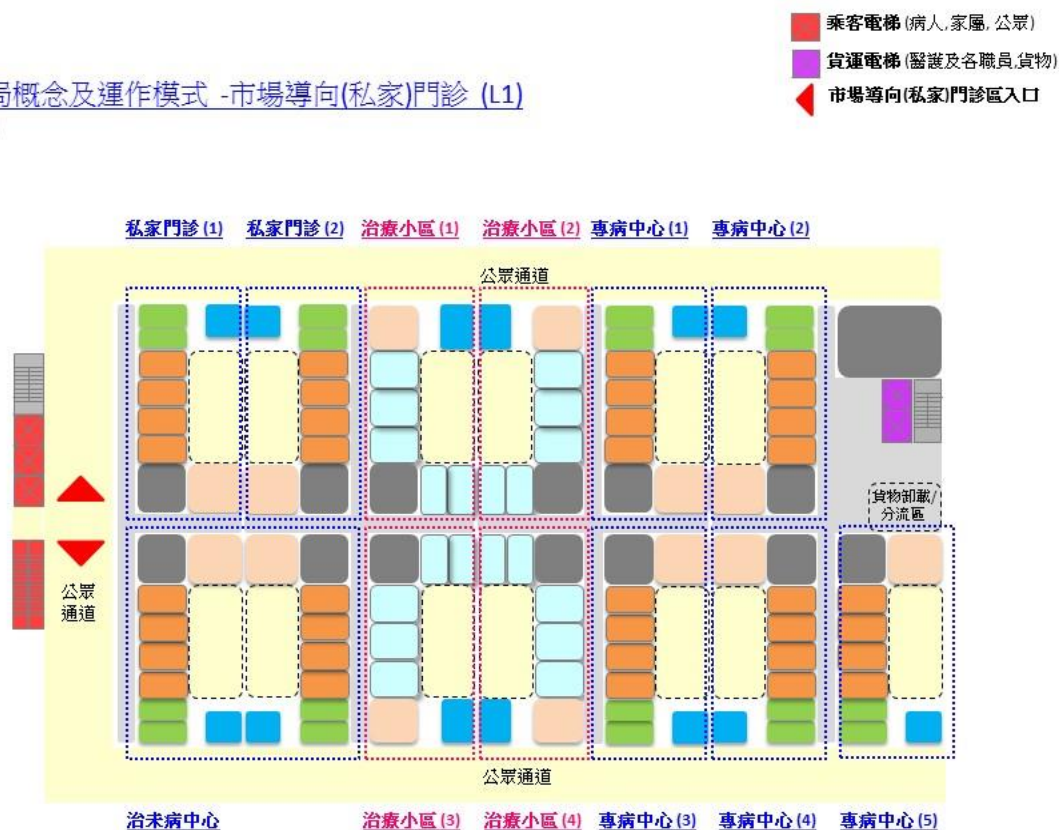 乘客電梯 (病人,家屬, 公眾)
貨運電梯 (醫護及各職員,貨物)
市場導向(私家)門診區入口
局概念及運作模式 -市場導向(私家)門診 (L1)
私家門診 (1) 私家門診 (2) 治療小區 (1) 治療小區 (2) 專病中心 (1) 專病中心 (2)
公眾通道
貨物卸載/
分流區
公眾
通道
公眾通道
治未病中心 治療小區 (3) 治療小區 (4) 專病中心 (3) 專病中心 (4) 專病中心 (5)